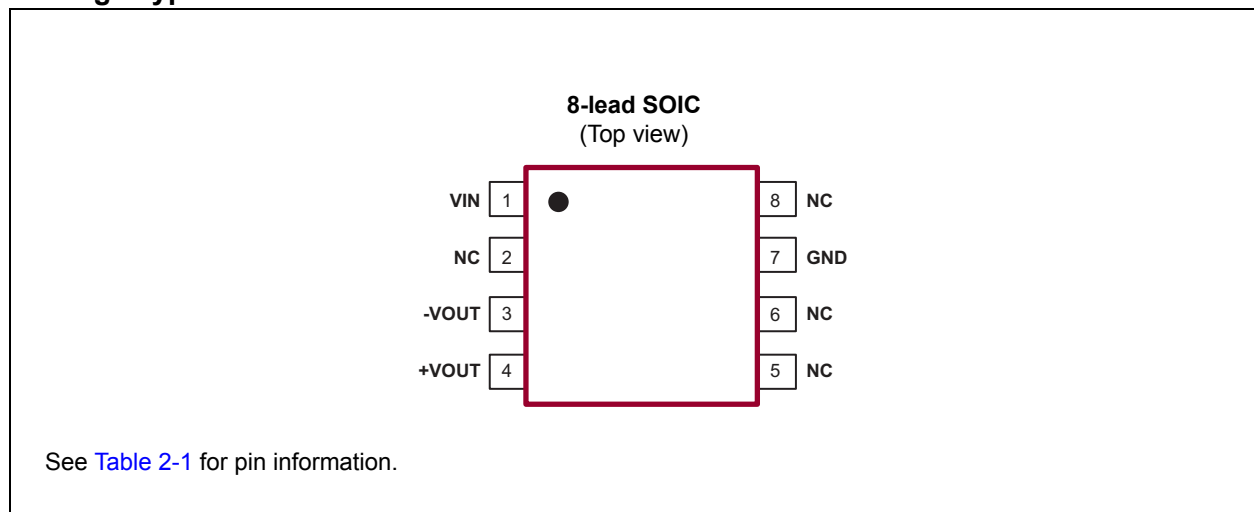 8-lead SOIC
(Top view)
VIN 1 8 NC
NC 2 7 GND
-VOUT 3 6 NC
+VOUT 4 5 NC
See Table 2-1 for pin information.